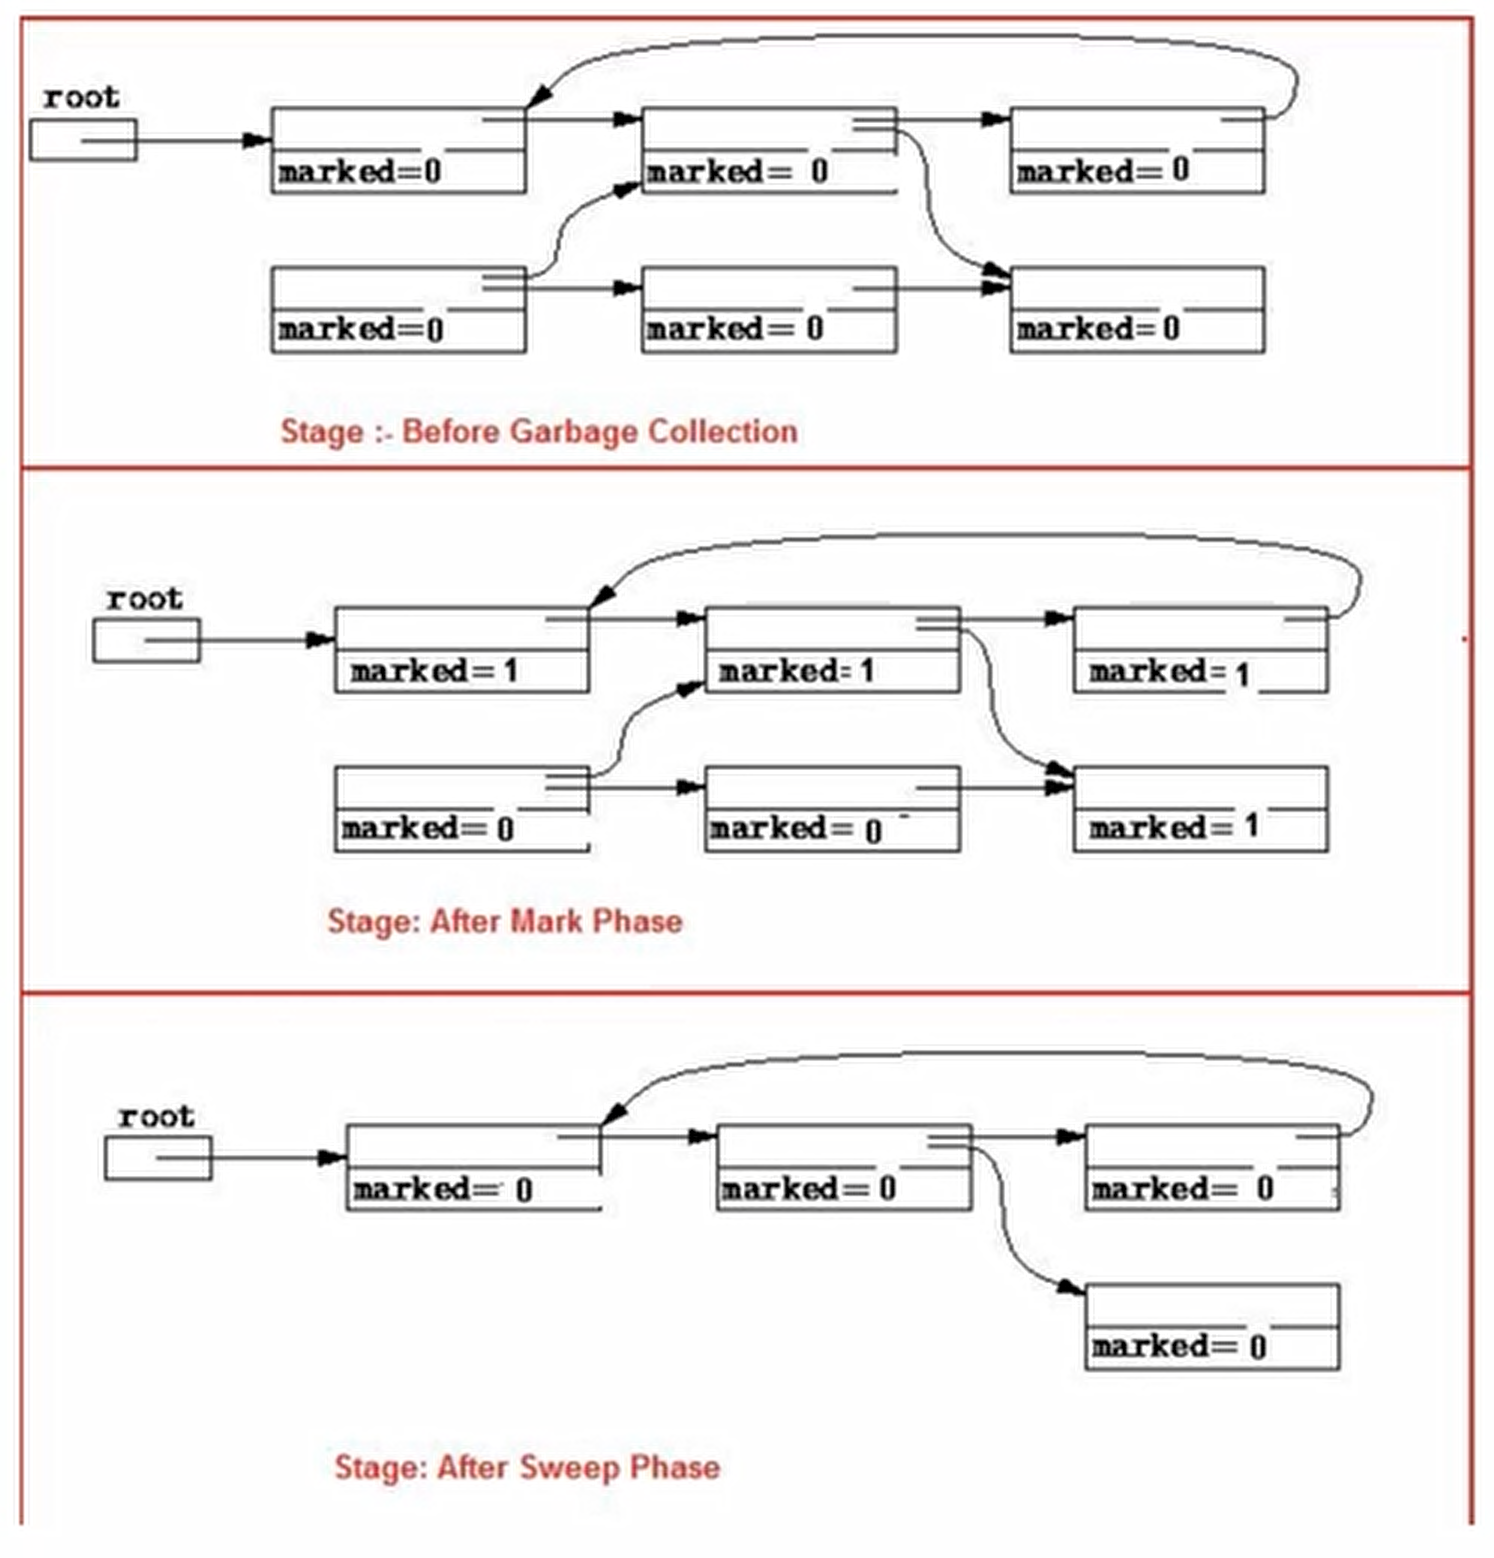 root
marked=0
marked= 0
marked= 0
marked=0
marked= 0
marked= 0
Stage :- Before Garbage Collection
root
marked= 1
marked= 1
marked= 1
marked= 0
marked= 0
marked= 1
Stage: After Mark Phase
root
marked= 0
marked= 0
marked= 0
marked= 0
Stage: After Sweep Phase